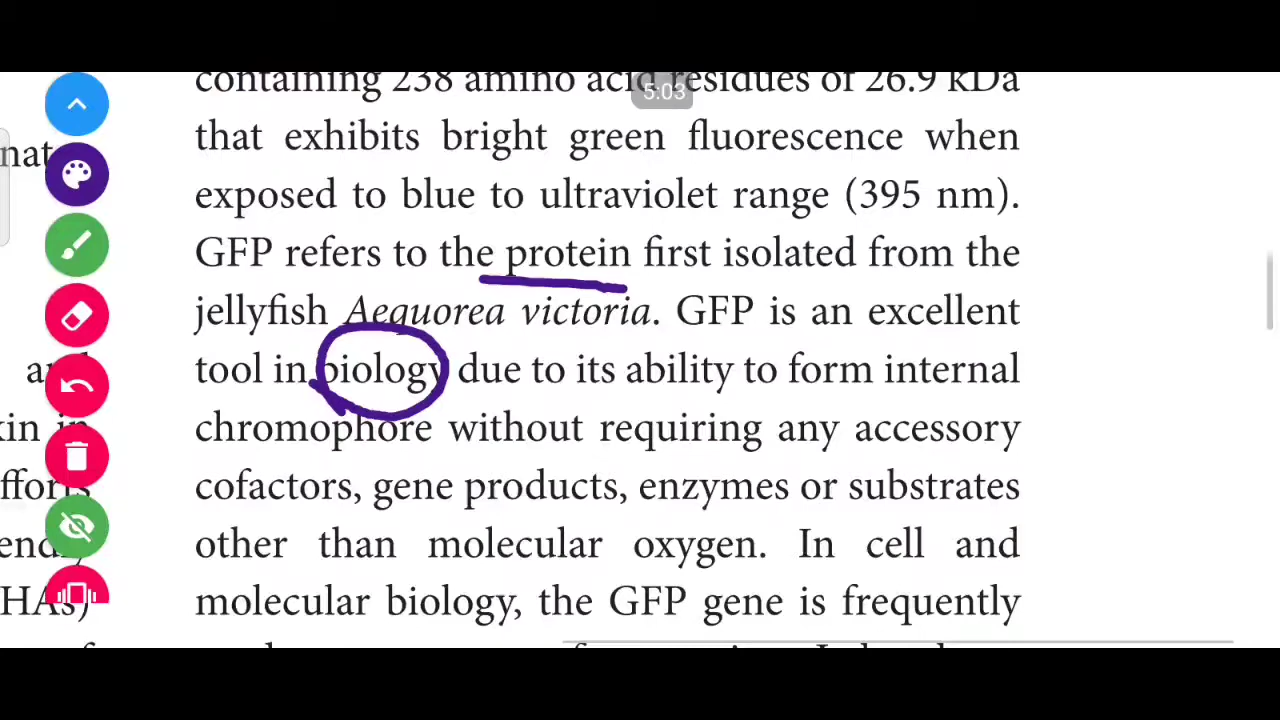 containing 238 amino acid residues of 26.9 kDa
5:03
that exhibits bright green fluorescence when
exposed to blue to ultraviolet range (395 nm).
GFP refers to the protein first isolated from the
jellyfish Aequorea victoria. GFP is an excellent
tool in biology due to its ability to form internal
chromophore without requiring any accessory
cofactors, gene products, enzymes or substrates
other than molecular oxygen. In cell and
molecular biology, the GFP gene is frequently